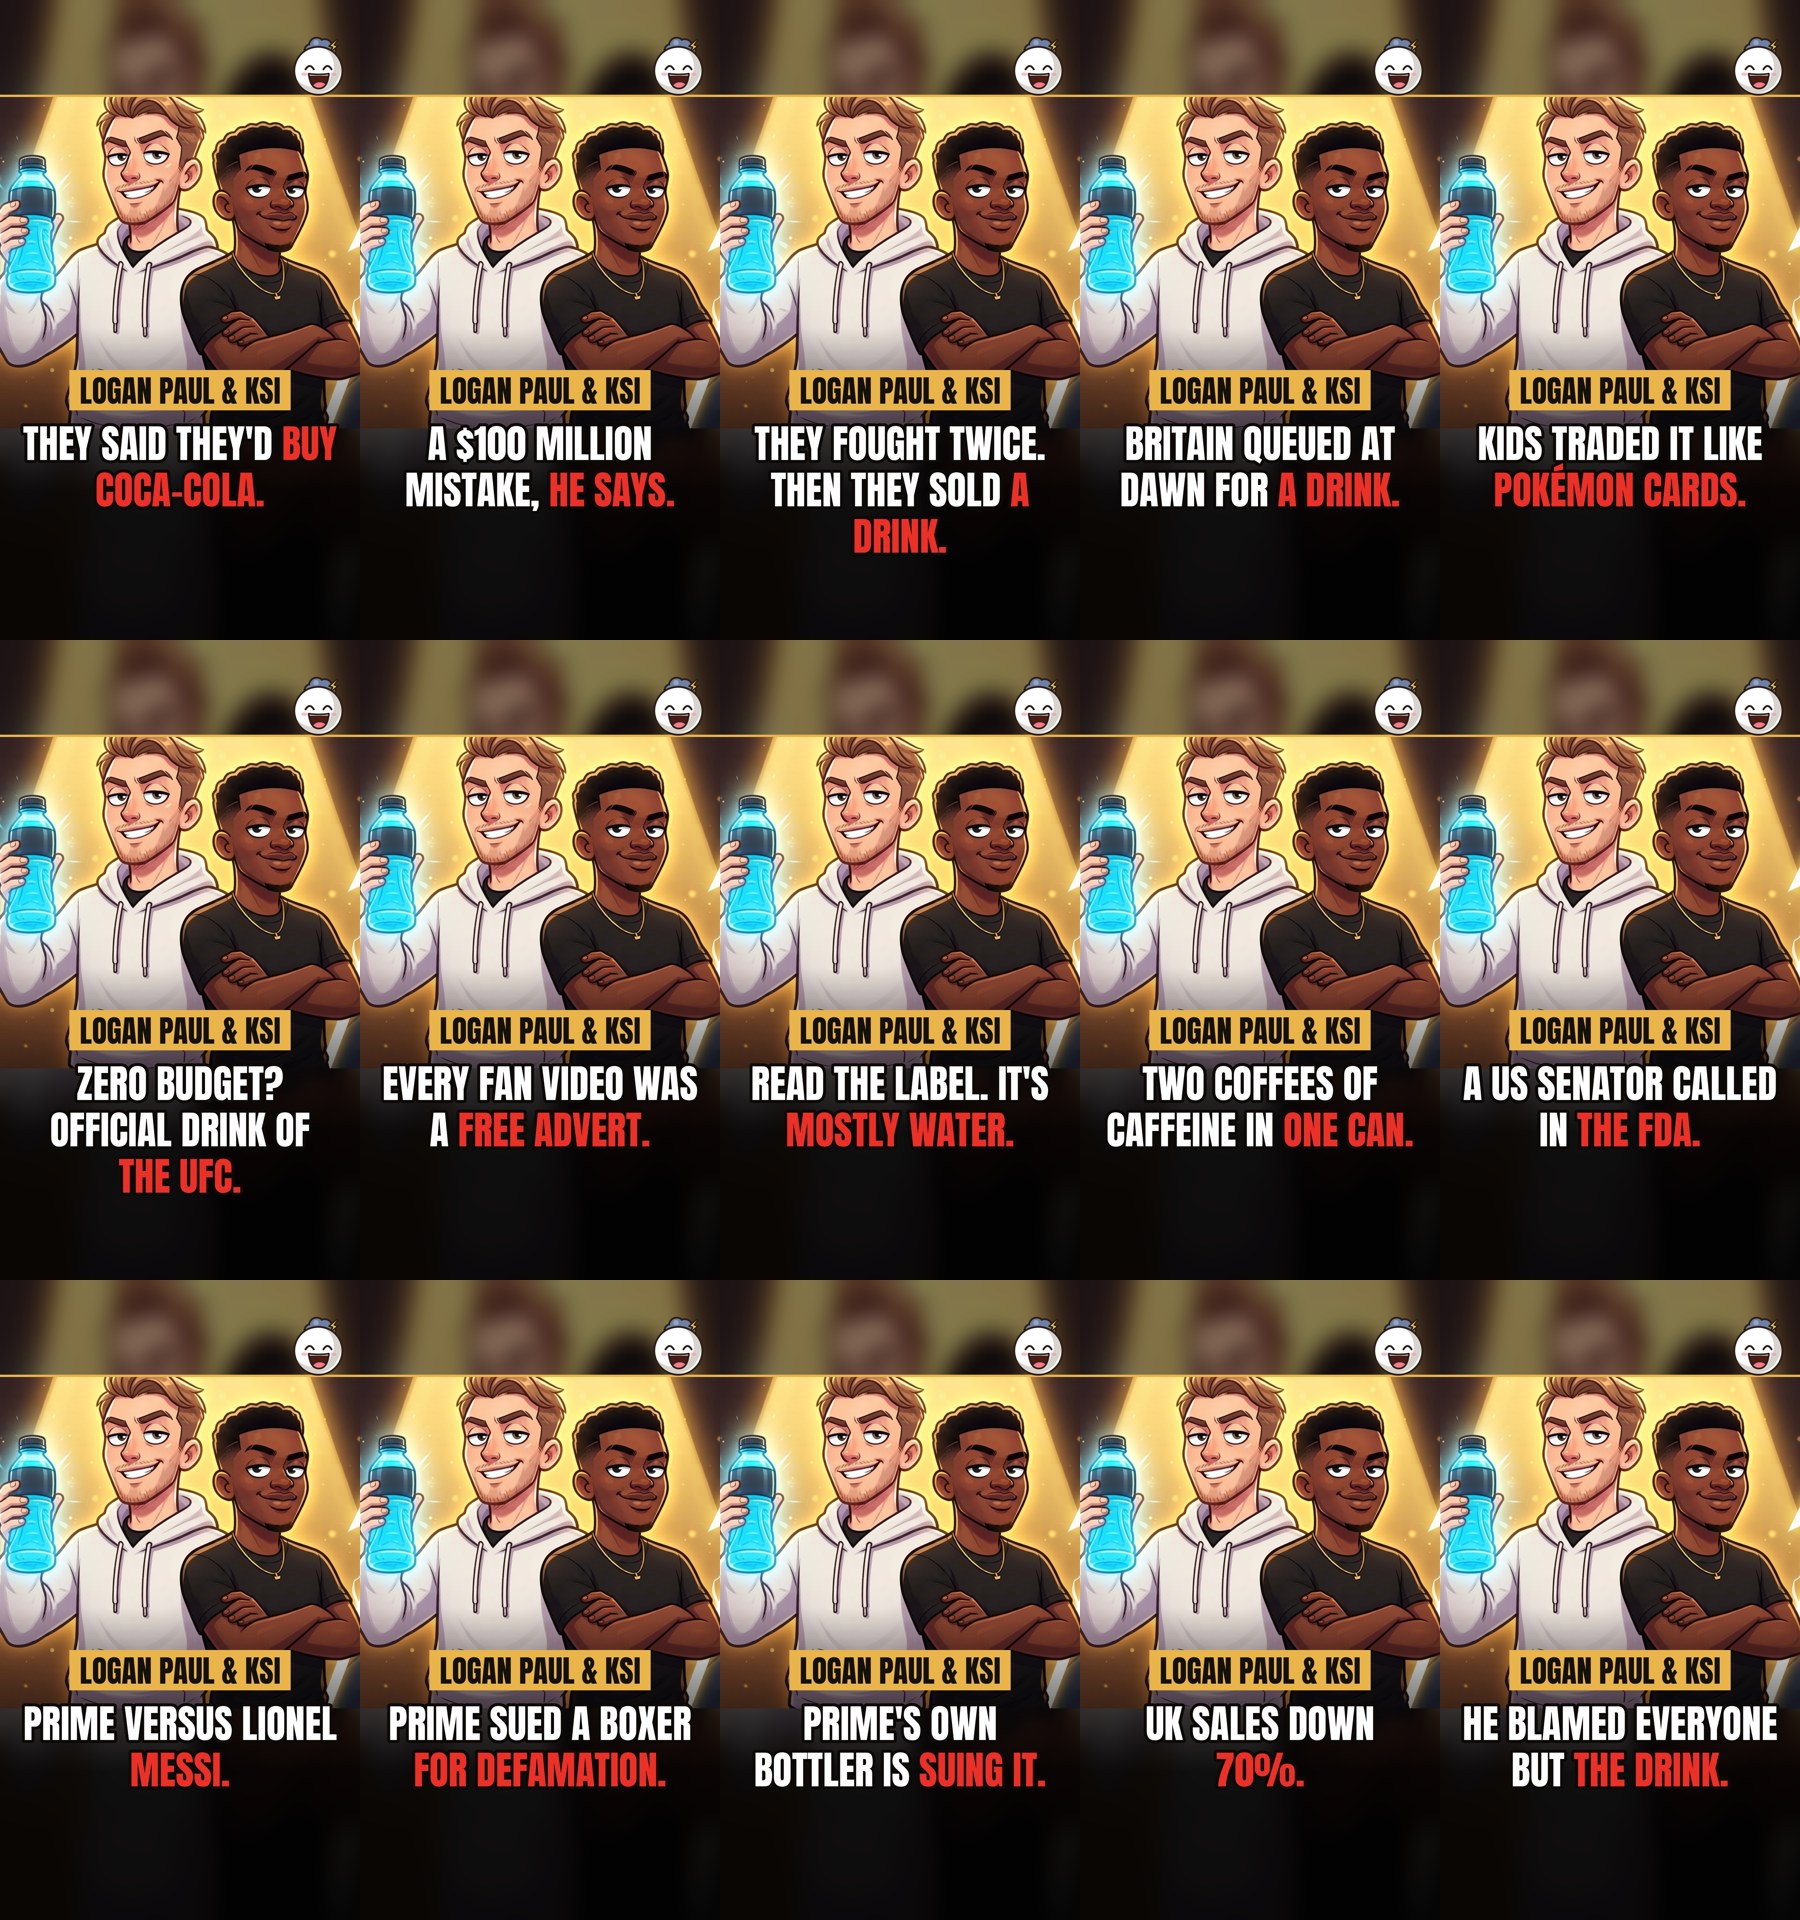 LOGAN PAUL & KSI
THEY SAID THEY'D BUY
COCA-COLA.
LOGAN PAUL & KSI
A $100 MILLION
MISTAKE, HE SAYS.
LOGAN PAUL & KSI
THEY FOUGHT TWICE.
THEN THEY SOLD A
DRINK.
LOGAN PAUL & KSI
BRITAIN QUEUED AT
DAWN FOR A DRINK.
LOGAN PAUL & KSI
KIDS TRADED IT LIKE
POKÉMON CARDS.
LOGAN PAUL & KSI
ZERO BUDGET?
OFFICIAL DRINK OF
THE UFC.
LOGAN PAUL & KSI
EVERY FAN VIDEO WAS
A FREE ADVERT.
LOGAN PAUL & KSI
READ THE LABEL. IT'S
MOSTLY WATER.
LOGAN PAUL & KSI
TWO COFFEES OF
CAFFEINE IN ONE CAN.
LOGAN PAUL & KSI
A US SENATOR CALLED
IN THE FDA.
LOGAN PAUL & KSI
PRIME VERSUS LIONEL
MESSI.
LOGAN PAUL & KSI
PRIME SUED A BOXER
FOR DEFAMATION.
LOGAN PAUL & KSI
PRIME'S OWN
BOTTLER IS SUING IT.
LOGAN PAUL & KSI
UK SALES DOWN
70%.
LOGAN PAUL & KSI
HE BLAMED EVERYONE
BUT THE DRINK.